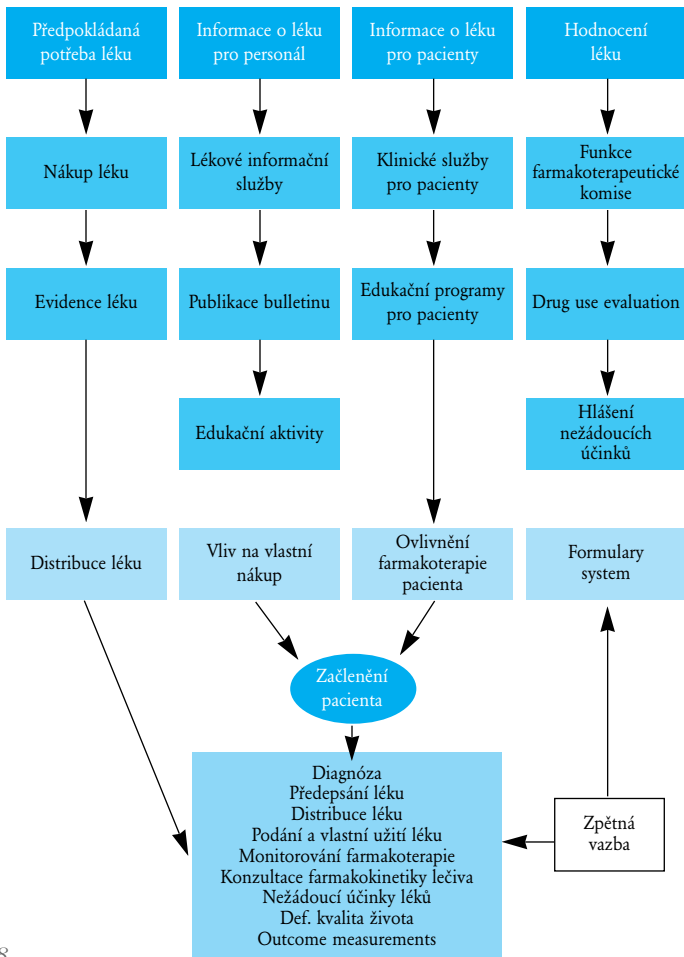 Předpokládaná
potřeba léku
Informace o léku
pro personál
Informace o léku
pro pacienty
Hodnocení
léku
Nákup léku
Lékové informační
služby
Klinické služby
pro pacienty
Funkce
farmakoterapeutické
komise
Evidence léku
Publikace bulletinu
Edukační programy
pro pacienty
Drug use evaluation
Edukační aktivity
Hlášení
nežádoucích
účinků
Distribuce léku
Vliv na vlastní
nákup
Ovlivnění
farmakoterapie
pacienta
Formulary
system
Začlenění
pacienta
Diagnóza
Předepsání léku
Distribuce léku
Podání a vlastní užití léku
Monitorování farmakoterapie
Konzultace farmakokinetiky lečiva
Nežádoucí účinky léků
Def. kvalita života
Outcome measurements
Zpětná
vazba
8